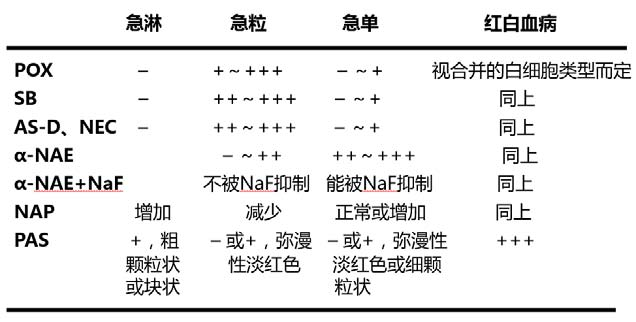 急淋 急粒 急单 红白血病
POX – +~+++ –~+ 视合并的白细胞类型而定
SB - ++~+++ –~+ 同上
AS-D、NEC – ++~+++ –~+ 同上
α-NAE –~++ ++~+++ 同上
α-NAE+NaF 不被NaF抑制 能被NaF抑制 同上
NAP 增加 减少 正常或增加 同上
PAS +,粗 –或+,弥漫 –或+,弥漫性 +++
颗粒状 性淡红色 淡红色或细颗
或块状 粒状